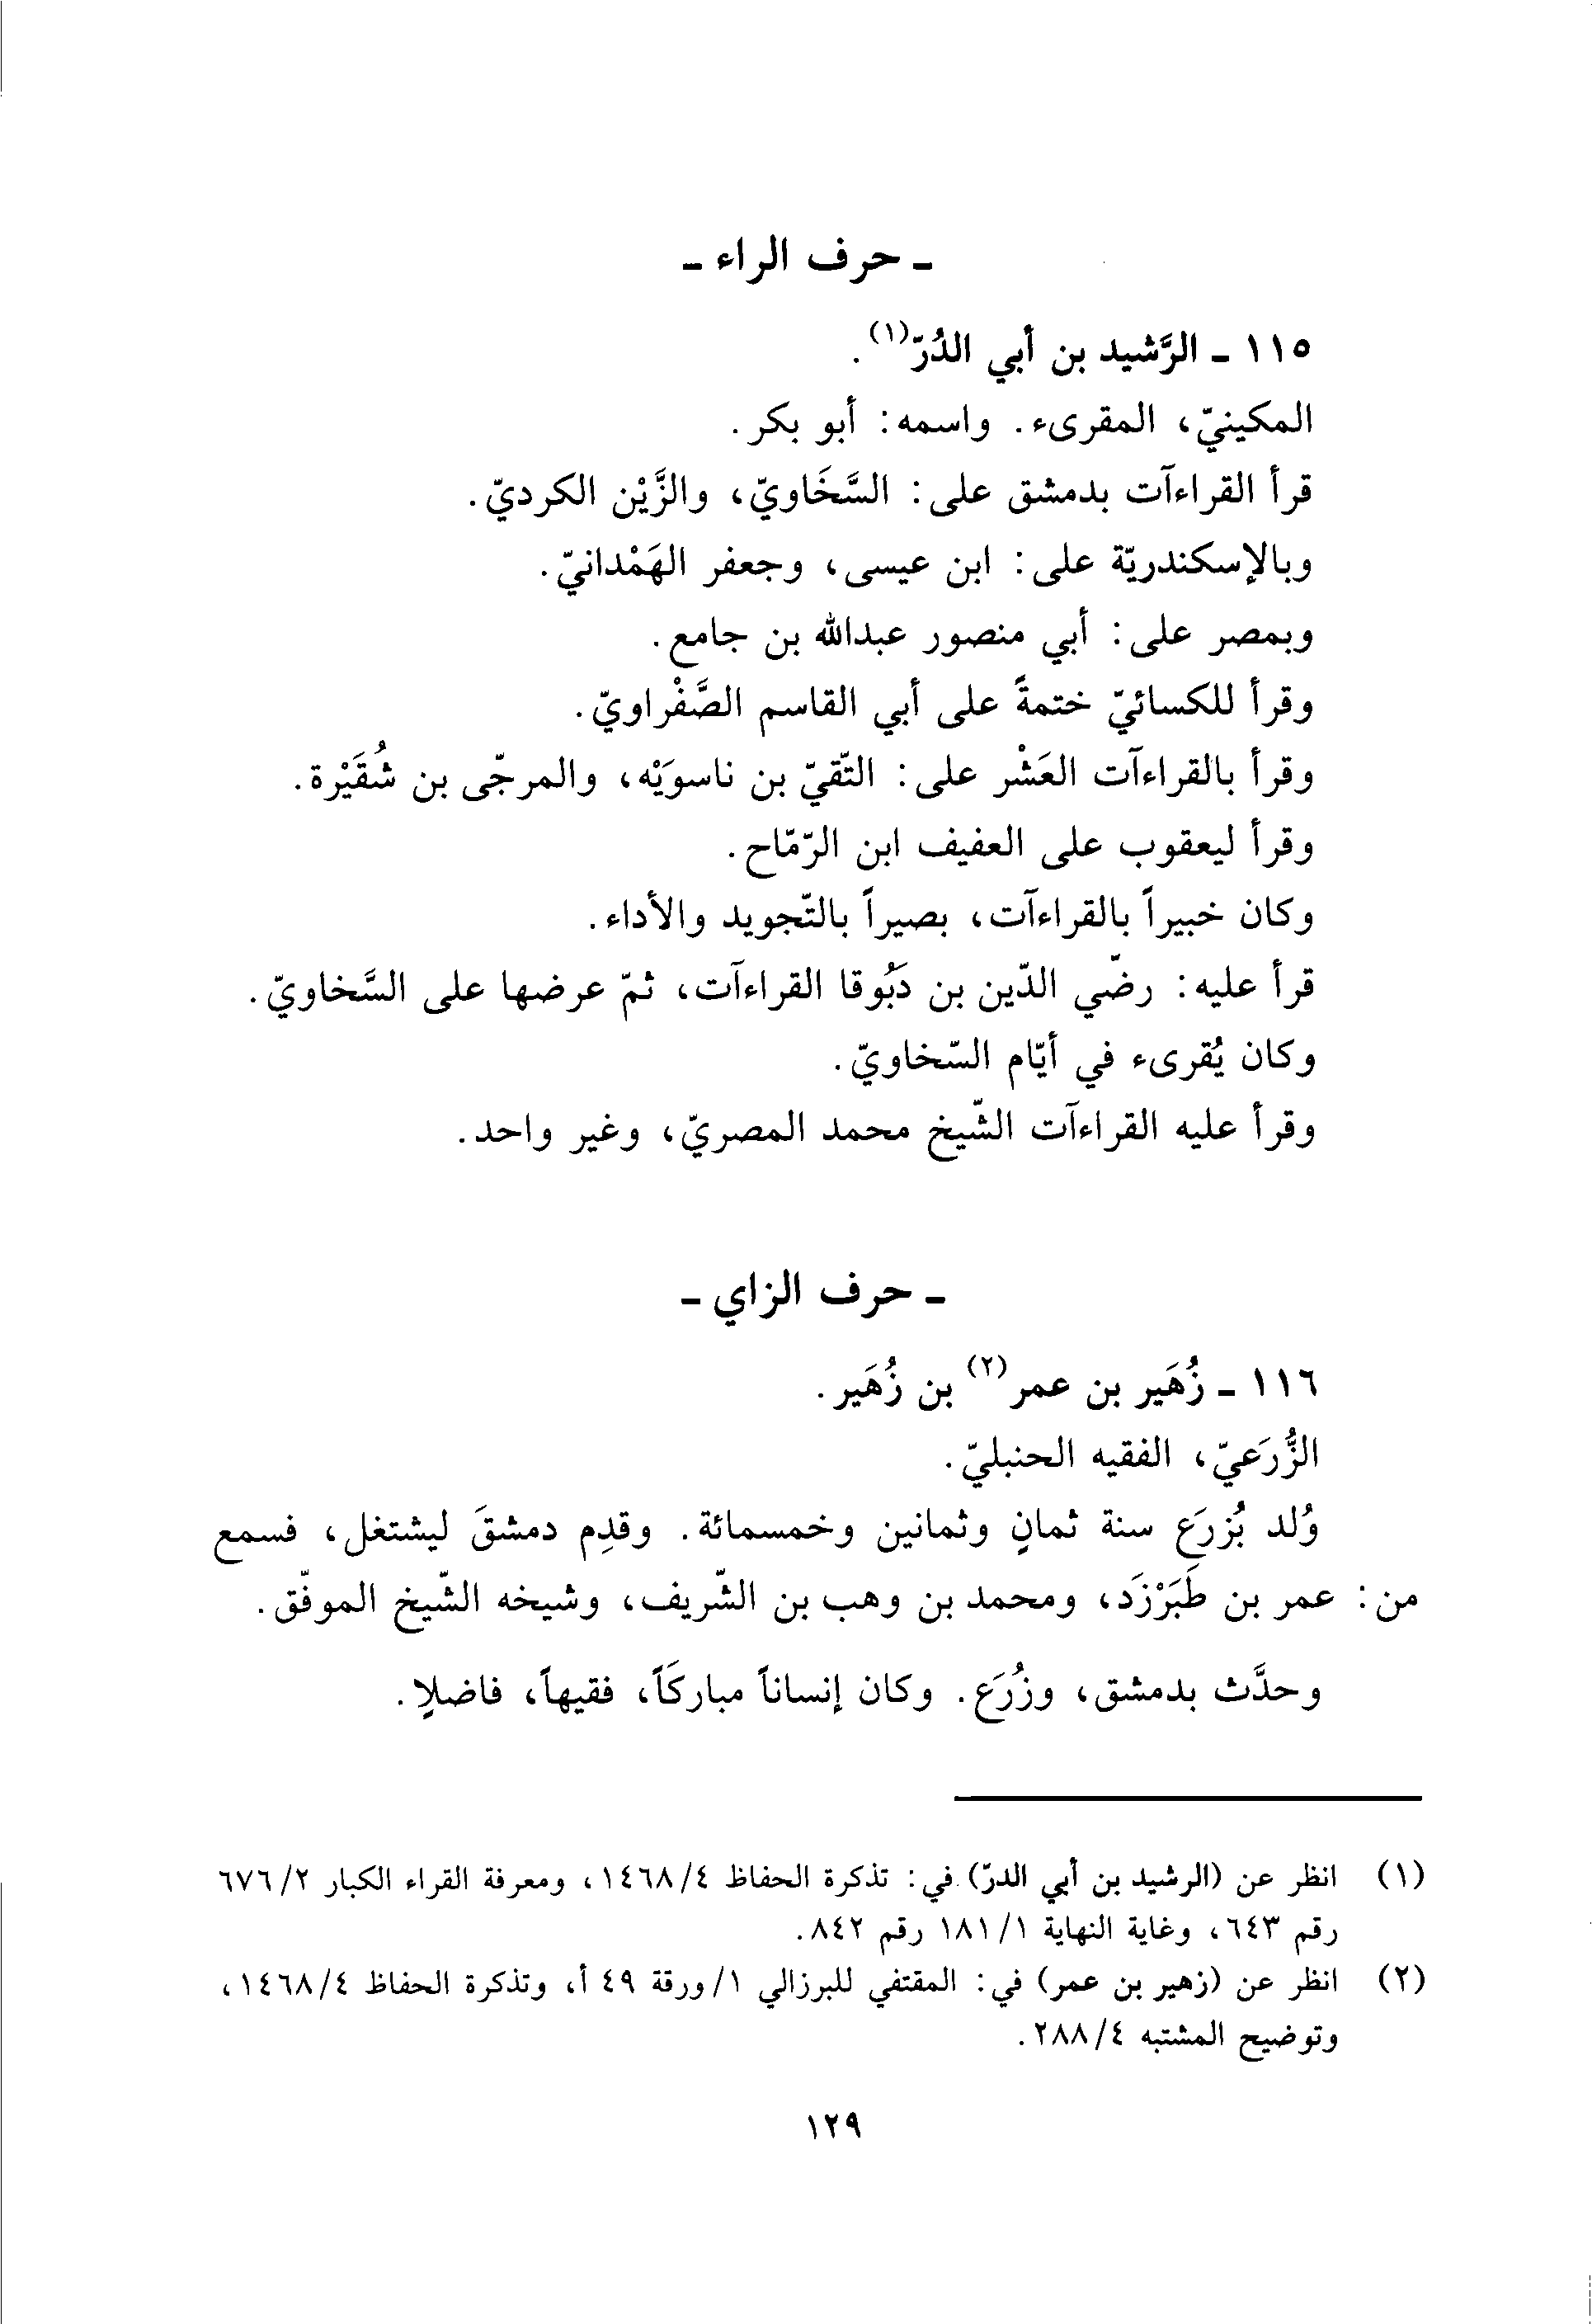 - حرف الراء -
١١٥ - الرَّشيد بن أبي الدُرّ(١).
المكينيّ، المقرىء. واسمه: أبو بكر.
قرأ القراءآت بدمشق على: السَّخَاويّ، والزَّيْن الكرديّ.
وبالإسكندريّة على: ابن عيسى، وجعفر الهَمْدانيّ.
وبمصر على: أبي منصور عبدالله بن جامع.
وقرأ للكسائيّ ختمةً على أبي القاسم الصَّفْراويّ.
وقرأ بالقراءآت العَشْر على: التّقيّ بن ناسوَيْه، والمرجّى بن شُقَيْرة.
وقرأ ليعقوب على العفيف ابن الرّمّاح.
وكان خبيراً بالقراءآت، بصيراً بالتّجويد والأداء.
قرأ عليه: رضّي الدّين بن دَبُوقا القراءآت، ثمّ عرضها على السَّخاويّ.
وكان يُقرىء في أيّام السّخاويّ.
وقرأ عليه القراءآت الشّيخ محمد المصريّ، وغير واحد.
- حرف الزاي -
١١٦ - زُهَير بن عمر(٢) بن زُهَير.
الزُّرَعيّ، الفقيه الحنبليّ.
وُلد بُزرَع سنة ثمانٍ وثمانين وخمسمائة. وقدِم دمشقَ ليشتغل، فسمع
من: عمر بن طَبَرْزَد، ومحمد بن وهب بن الشّريف، وشيخه الشّيخ الموفّق.
وحدَّث بدمشق، وزُرَع. وكان إنساناً مباركَاً، فقيهاً، فاضلاٍ.
(١) انظر عن (الرشيد بن أبي الدرّ) في: تذكرة الحفاظ ٤/١٤٦٨، ومعرفة القراء الكبار ٢/٦٧٦
رقم ٦٤٣، وغاية النهاية ١/١٨١ رقم ٨٤٢.
(٢) انظر عن (زهير بن عمر) في: المقتفي للبرزالي ١/ورقة ٤٩ أ، وتذكرة الحفاظ ٤/١٤٦٨،
وتوضيح المشتبه ٤/٢٨٨.
١٢٩